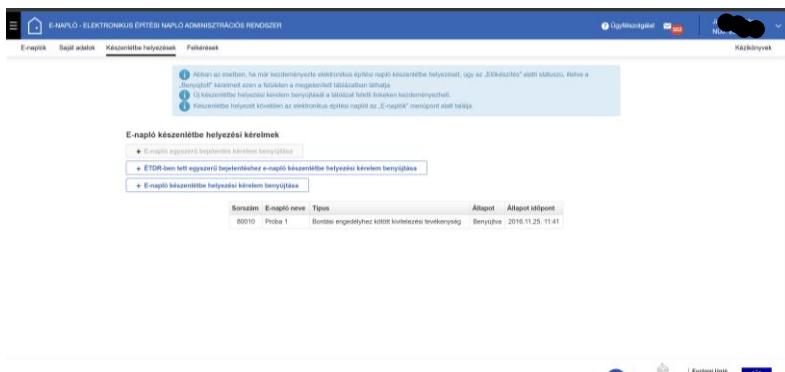 E-NAPLÓ - ELEKTRONIKUS ÉPÍTÉSI NAPLÓ ADMINISZTRÁCIÓS RENDSZER
Ügyfélszolgálat
E-naplók Saját adatok Készenlétbe helyezések Felkérések Kézikönyvek
Abban az esetben, ha már kezdeményezte elektronikus építési napló készenlétbe helyezését, úgy az „Előkészítés” alatti státuszú, illetve a
„Benyújtott” kérelmeit ezen a felületen a megjelenített táblázatban láthatja.
Új készenlétbe helyezési kérelem benyújtását a táblázat feletti linkeken kezdeményezheti.
Készenlétbe helyezést követően az elektronikus építési naplót az „E-naplók” menüpont alatt találja.
E-napló készenlétbe helyezési kérelmek
+ E-napló egyszerű bejelentés kérelem benyújtása
+ ÉTDR-ben tett egyszerű bejelentéshez e-napló készenlétbe helyezési kérelem benyújtása
+ E-napló készenlétbe helyezési kérelem benyújtása
Sorszám E-napló neve Típus Állapot Állapot időpont
80010 Próba 1 Bontási engedélyhez kötött kivitelezési tevékenység Benyújtva 2016.11.25. 11:41
Európai Unió